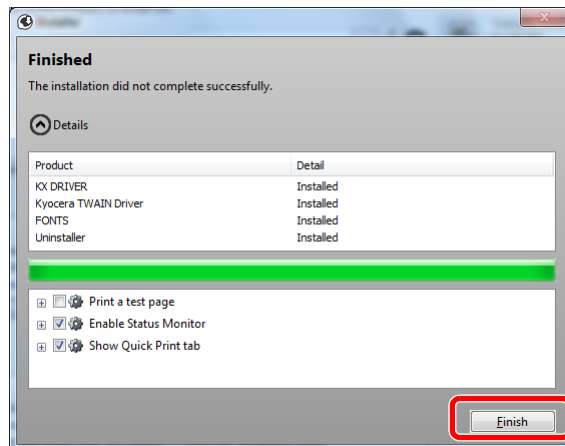 Installer
Finished
The installation did not complete successfully.
Details
Product Detail
KX DRIVER Installed
Kyocera TWAIN Driver Installed
FONTS Installed
Uninstaller Installed
Print a test page
Enable Status Monitor
Show Quick Print tab
Finish